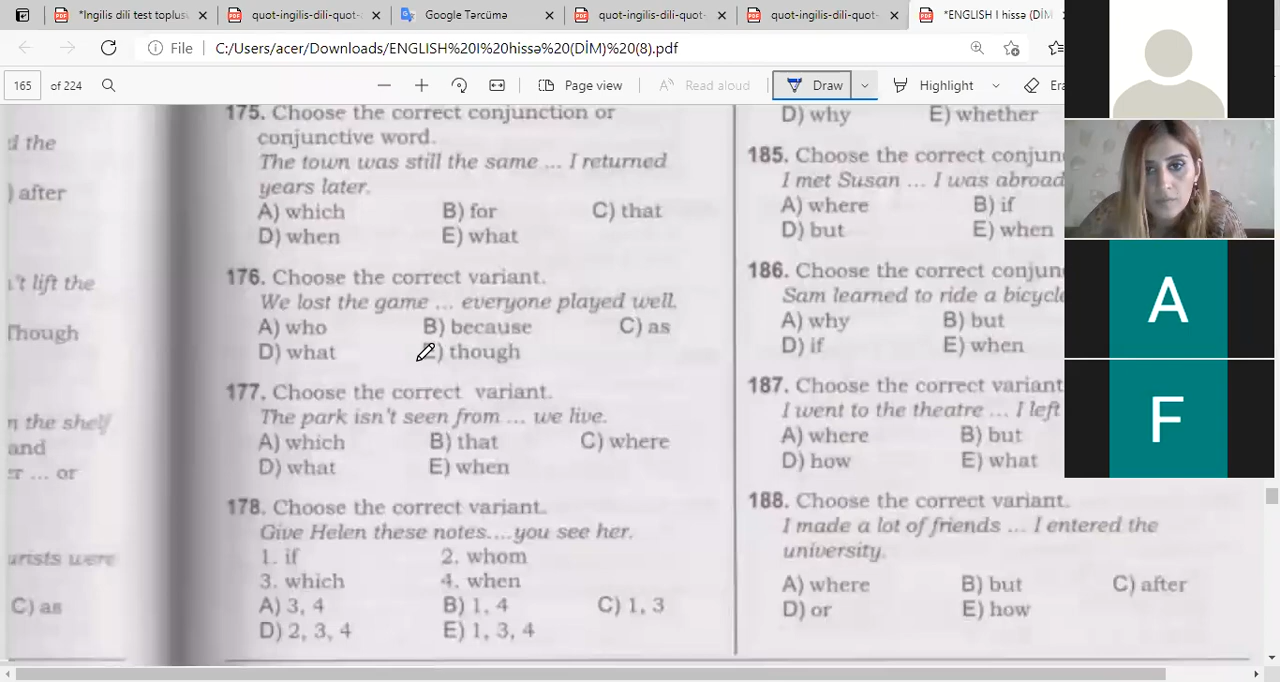 *Ingilis dili test toplusu
quot-ingilis-dili-quot-
Google Tərcümə
quot-ingilis-dili-quot-
quot-ingilis-dili-quot-
*ENGLISH I hissə (DİM)
File
C:/Users/acer/Downloads/ENGLISH%20I%20hissə%20(DİM)%20(8).pdf
165 of 224
Page view
Read aloud
Draw
Highlight
Era
d the
) after
't lift the
Though
n the shelf
and
er ... or
urists were
C) as
175. Choose the correct conjunction or
conjunctive word.
The town was still the same ... I returned
years later.
A) which B) for C) that
D) when E) what
176. Choose the correct variant.
We lost the game ... everyone played well.
A) who B) because C) as
D) what E) though
177. Choose the correct variant.
The park isn't seen from ... we live.
A) which B) that C) where
D) what E) when
178. Choose the correct variant.
Give Helen these notes....you see her.
1. if 2. whom
3. which 4. when
A) 3, 4 B) 1, 4 C) 1, 3
D) 2, 3, 4 E) 1, 3, 4
D) why E) whether
185. Choose the correct conjun
I met Susan ... I was abroad
A) where B) if
D) but E) when
186. Choose the correct conjun
Sam learned to ride a bicycle
A) why B) but
D) if E) when
187. Choose the correct variant
I went to the theatre ... I left
A) where B) but
D) how E) what
188. Choose the correct variant.
I made a lot of friends ... I entered the
university.
A) where B) but C) after
D) or E) how
A
F